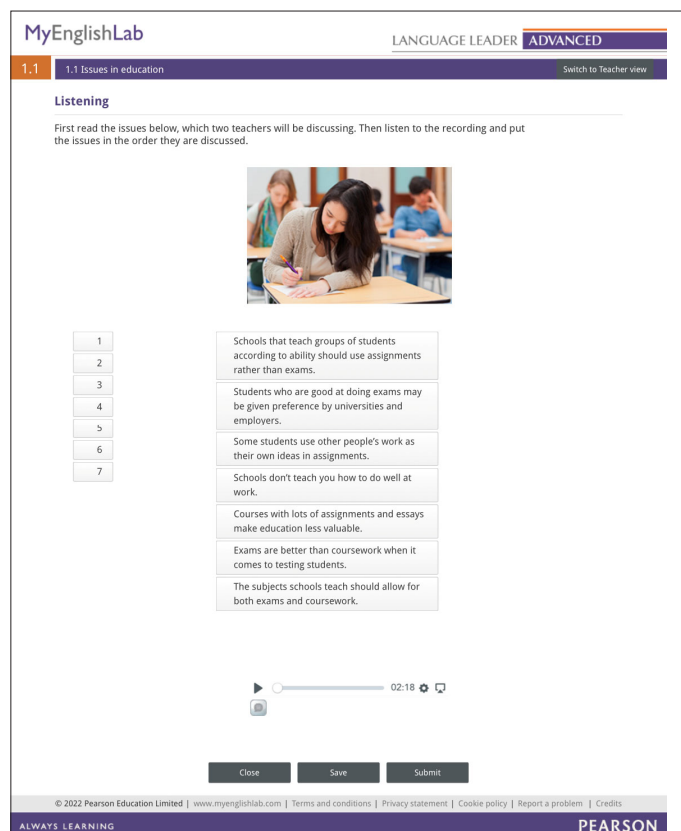 MyEnglishLab
LANGUAGE LEADER ADVANCED
1.1
1.1 Issues in education
Switch to Teacher view
Listening
First read the issues below, which two teachers will be discussing. Then listen to the recording and put
the issues in the order they are discussed.
1
2
3
4
5
6
7
Schools that teach groups of students
according to ability should use assignments
rather than exams.
Students who are good at doing exams may
be given preference by universities and
employers.
Some students use other people's work as
their own ideas in assignments.
Schools don't teach you how to do well at
work.
Courses with lots of assignments and essays
make education less valuable.
Exams are better than coursework when it
comes to testing students.
The subjects schools teach should allow for
both exams and coursework.
02:18
Close
Save
Submit
© 2022 Pearson Education Limited | www.myenglishlab.com | Terms and conditions | Privacy statement | Cookie policy | Report a problem | Credits
ALWAYS LEARNING
PEARSON